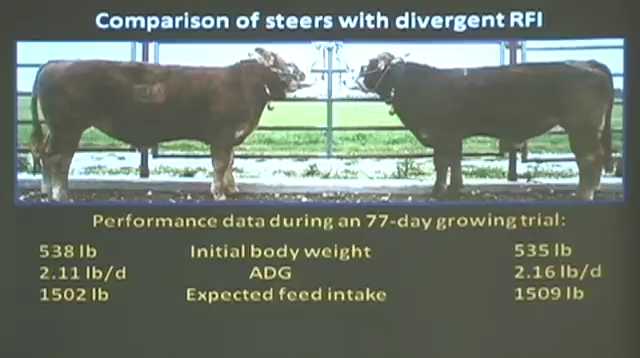 Comparison of steers with divergent RFI
Performance data during an 77-day growing trial:
538 lb Initial body weight 535 lb
2.11 lb/d ADG 2.16 lb/d
1502 lb Expected feed intake 1509 lb